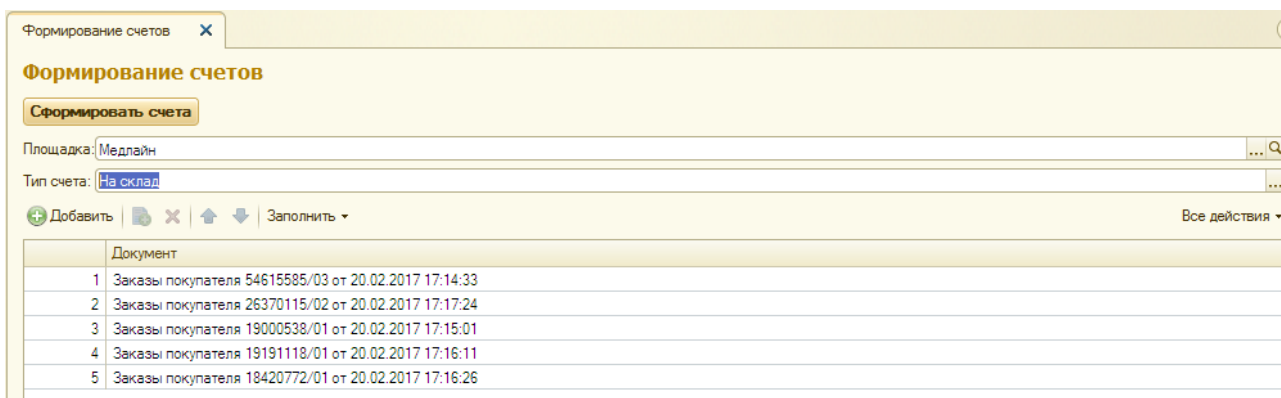 Формирование счетов
Формирование счетов
Сформировать счета
Площадка: Медлайн ...
Тип счета: На склад ...
Добавить Заполнить Все действия
Документ
1 Заказы покупателя 54615585/03 от 20.02.2017 17:14:33
2 Заказы покупателя 26370115/02 от 20.02.2017 17:17:24
3 Заказы покупателя 19000538/01 от 20.02.2017 17:15:01
4 Заказы покупателя 19191118/01 от 20.02.2017 17:16:11
5 Заказы покупателя 18420772/01 от 20.02.2017 17:16:26